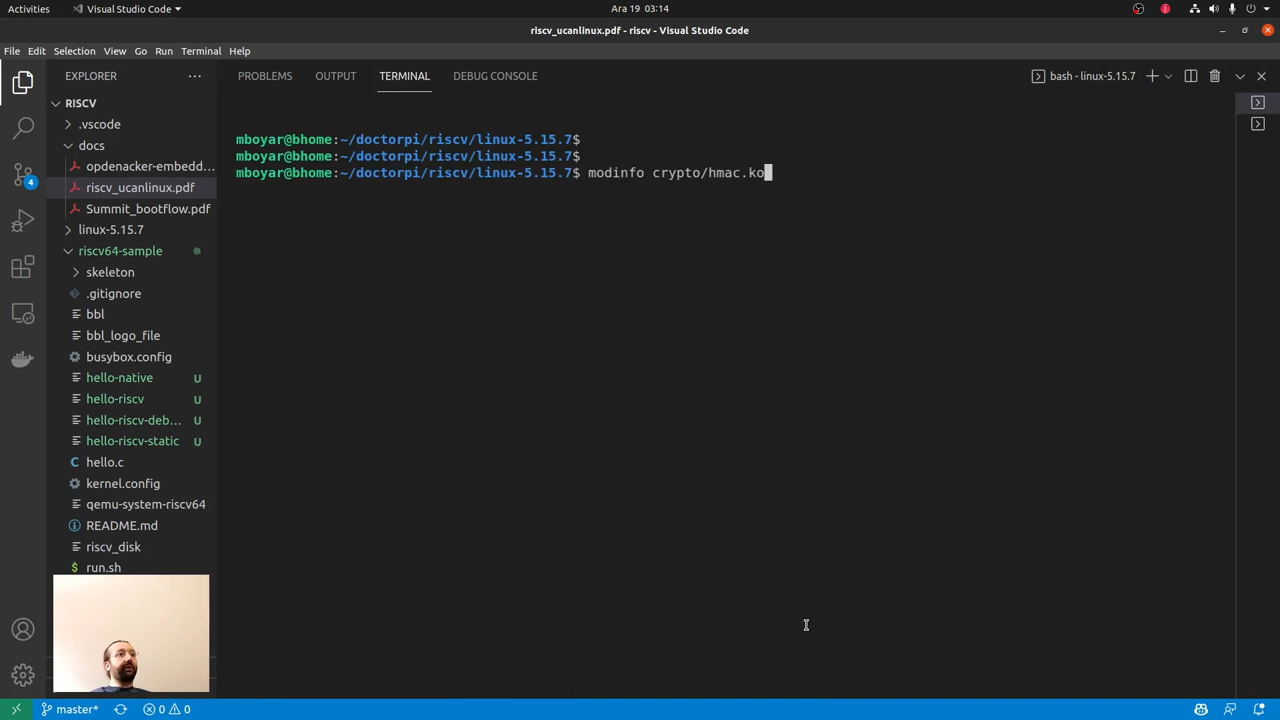 Activities
Visual Studio Code
Ara 19 03:14
riscv_ucanlinux.pdf - riscv - Visual Studio Code
File Edit Selection View Go Run Terminal Help
EXPLORER
PROBLEMS OUTPUT TERMINAL DEBUG CONSOLE
bash - linux-5.15.7
RISCV
.vscode
docs
opdenacker-embedd...
riscv_ucanlinux.pdf
Summit_bootflow.pdf
linux-5.15.7
riscv64-sample
skeleton
.gitignore
bbl
bbl_logo_file
busybox.config
hello-native U
hello-riscv U
hello-riscv-deb... U
hello-riscv-static U
hello.c
kernel.config
qemu-system-riscv64
README.md
riscv_disk
run.sh
4
mboyar@bhome:~/doctorpi/riscv/linux-5.15.7$
mboyar@bhome:~/doctorpi/riscv/linux-5.15.7$
mboyar@bhome:~/doctorpi/riscv/linux-5.15.7$ modinfo crypto/hmac.ko
master* 0 0